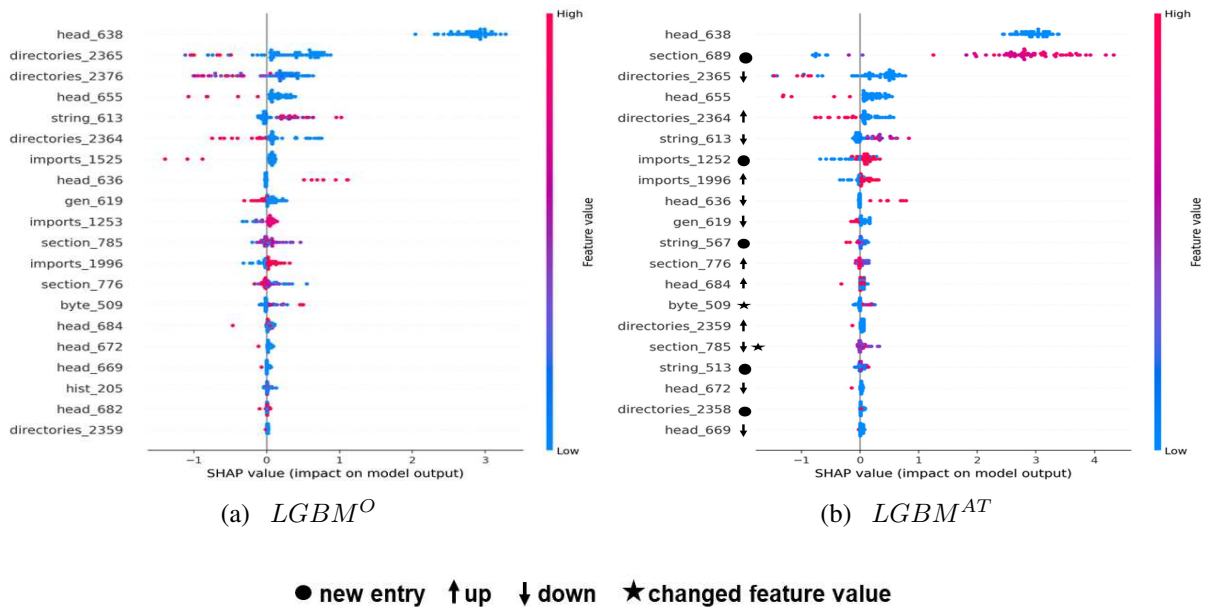 head_638
directories_2365
directories_2376
head_655
string_613
directories_2364
imports_1525
head_636
gen_619
imports_1253
section_785
imports_1996
section_776
byte_509
head_684
head_672
head_669
hist_205
head_682
directories_2359
−1 0 1 2 3
SHAP value (impact on model output)
High
Feature value
Low
(a) LGBM^O
head_638
section_689 ●
directories_2365 ↓
head_655
directories_2364 ↑
string_613 ↓
imports_1252 ●
imports_1996 ↑
head_636 ↓
gen_619 ↓
string_567 ●
section_776 ↑
head_684 ↑
byte_509 ★
directories_2359 ↑
section_785 ↓ ★
string_513 ●
head_672 ↓
directories_2358 ●
head_669 ↓
−1 0 1 2 3 4
SHAP value (impact on model output)
High
Feature value
Low
(b) LGBM^AT
● new entry ↑ up ↓ down ★ changed feature value